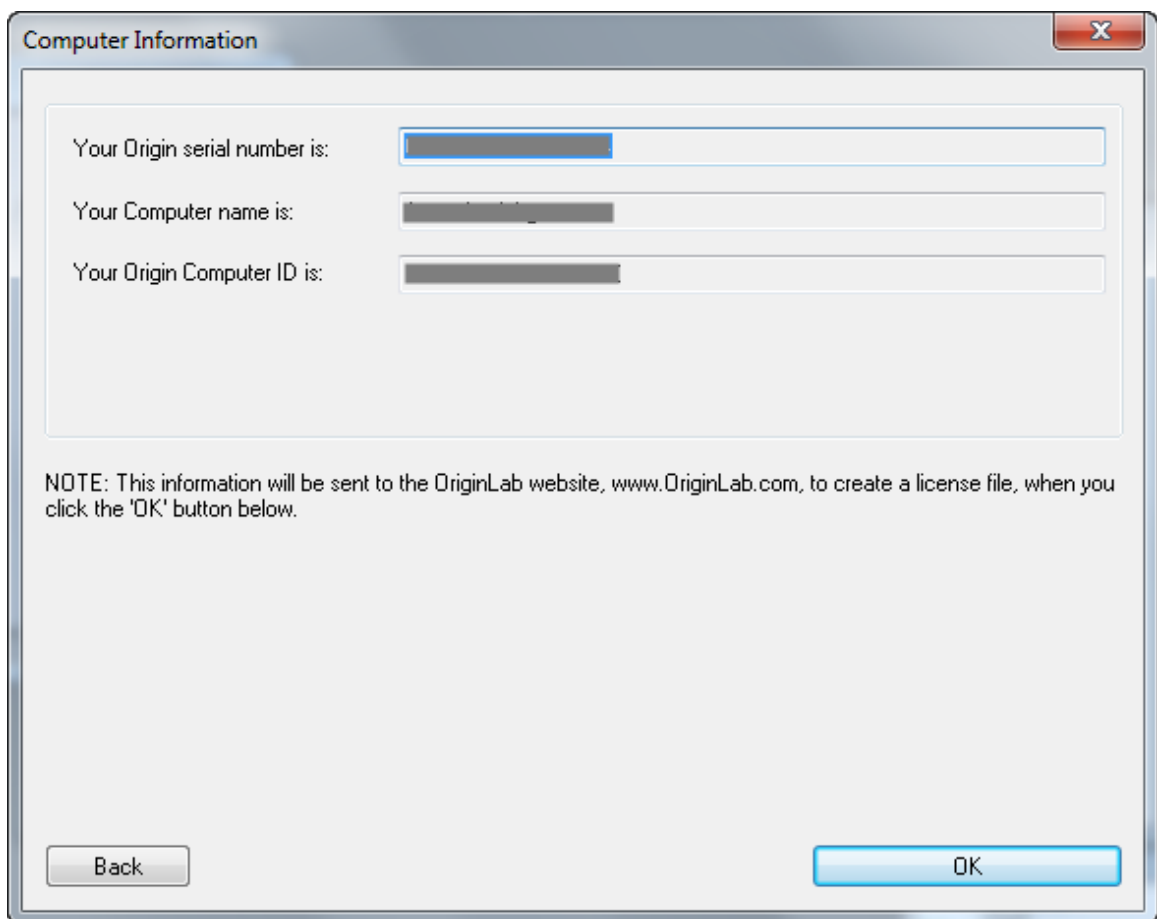 Computer Information
Your Origin serial number is:
Your Computer name is:
Your Origin Computer ID is:
NOTE: This information will be sent to the OriginLab website, www.OriginLab.com, to create a license file, when you
click the 'OK' button below.
Back
OK